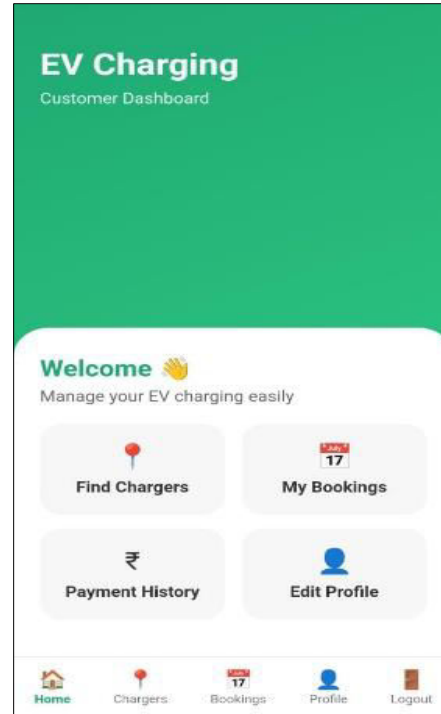 EV Charging
Customer Dashboard
Welcome 👋
Manage your EV charging easily
📍
Find Chargers
📅
My Bookings
₹
Payment History
👤
Edit Profile
Home
Chargers
Bookings
Profile
Logout